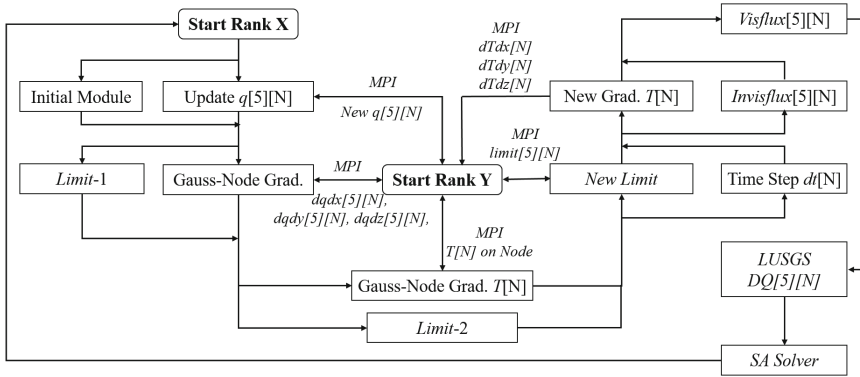 Start Rank X
Initial Module
Update q[5][N]
MPI
New q[5][N]
Limit-1
Gauss-Node Grad.
MPI
dqdx[5][N],
dqdy[5][N], dqdz[5][N],
Start Rank Y
MPI
dTdx[N]
dTdy[N]
dTdz[N]
MPI
limit[5][N]
MPI
T[N] on Node
Gauss-Node Grad. T[N]
Limit-2
New Grad. T[N]
New Limit
Visflux[5][N]
Invisflux[5][N]
Time Step dt[N]
LUSGS
DQ[5][N]
SA Solver